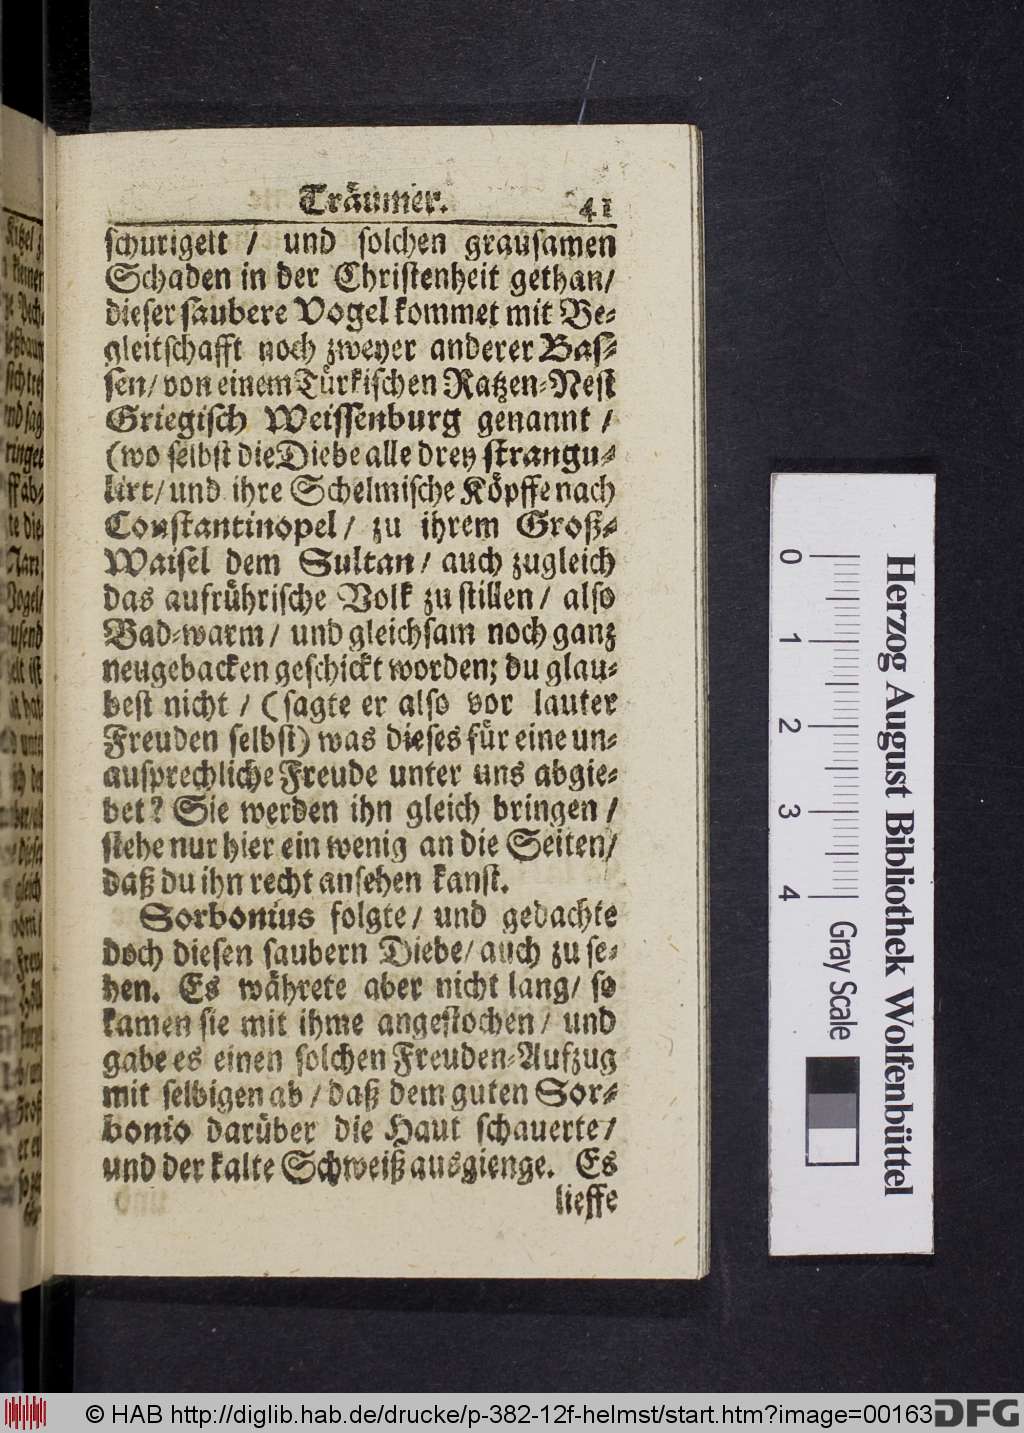 Träumer. 41
schurigelt / und solchen grausamen
Schaden in der Christenheit gethan/
dieser saubere Vogel kommet mit Be-
gleitschafft noch zweyer anderer Bas-
sen/ von einem Türkischen Ratzen-Nest
Griegisch Weissenburg genannt /
(wo selbst die Diebe alle drey strangu-
lirt/ und ihre Schelmische Köpffe nach
Constantinopel/ zu ihrem Groß-
Waisel dem Sultan/ auch zugleich
das aufrührische Volk zu stillen/ also
Bad-warm/ und gleichsam noch ganz
neugebacken geschickt worden; du glau-
best nicht / (sagte er also vor lauter
Freuden selbst) was dieses für eine un-
aussprechliche Freude unter uns abgie-
bet? Sie werden ihn gleich bringen /
stehe nur hier ein wenig an die Seiten/
daß du ihn recht ansehen kanst.
Sorbonius folgte/ und gedachte
doch diesen saubern Diebe/ auch zu se-
hen. Es währete aber nicht lang/ so
kamen sie mit ihme angestochen/ und
gabe es einen solchen Freuden-Aufzug
mit selbigen ab / daß dem guten Sor-
bonio darüber die Haut schauerte/
und der kalte Schweiß ausgienge. Es
lieffe
0 1 2 3 4 Gray Scale
Herzog August Bibliothek Wolfenbüttel
© HAB http://diglib.hab.de/drucke/p-382-12f-helmst/start.htm?image=00163
DFG